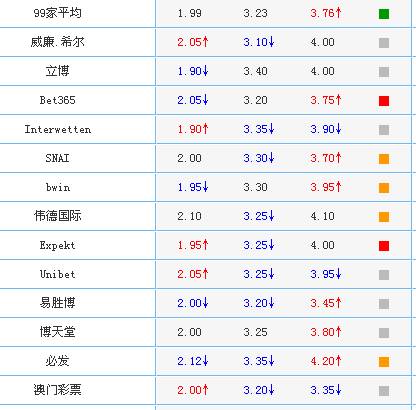 99家平均 1.99 3.23 3.76↑
威廉.希尔 2.05↑ 3.10↓ 4.00
立博 1.90↓ 3.40 4.00
Bet365 2.05↓ 3.20 3.75↑
Interwetten 1.90↑ 3.35↓ 3.90↓
SNAI 2.00 3.30↓ 3.70↑
bwin 1.95↓ 3.30 3.95↑
伟德国际 2.10 3.25↓ 4.10
Expekt 1.95↑ 3.25↓ 4.00
Unibet 2.05↑ 3.25↓ 3.95↓
易胜博 2.00↓ 3.20↓ 3.45↑
博天堂 2.00 3.25 3.80↑
必发 2.12↓ 3.35↓ 4.20↑
澳门彩票 2.00↑ 3.20↓ 3.35↓